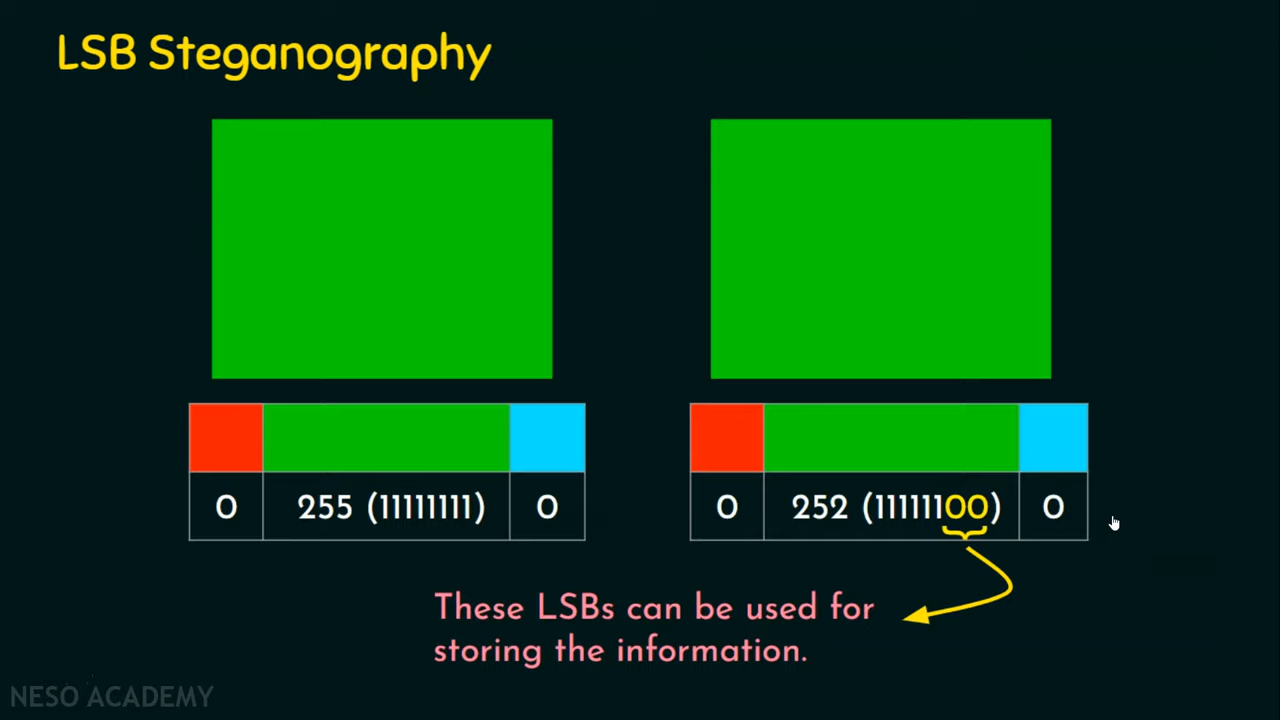 LSB Steganography
0 255 (11111111) 0
0 252 (11111100) 0
These LSBs can be used for
storing the information.
NESO ACADEMY